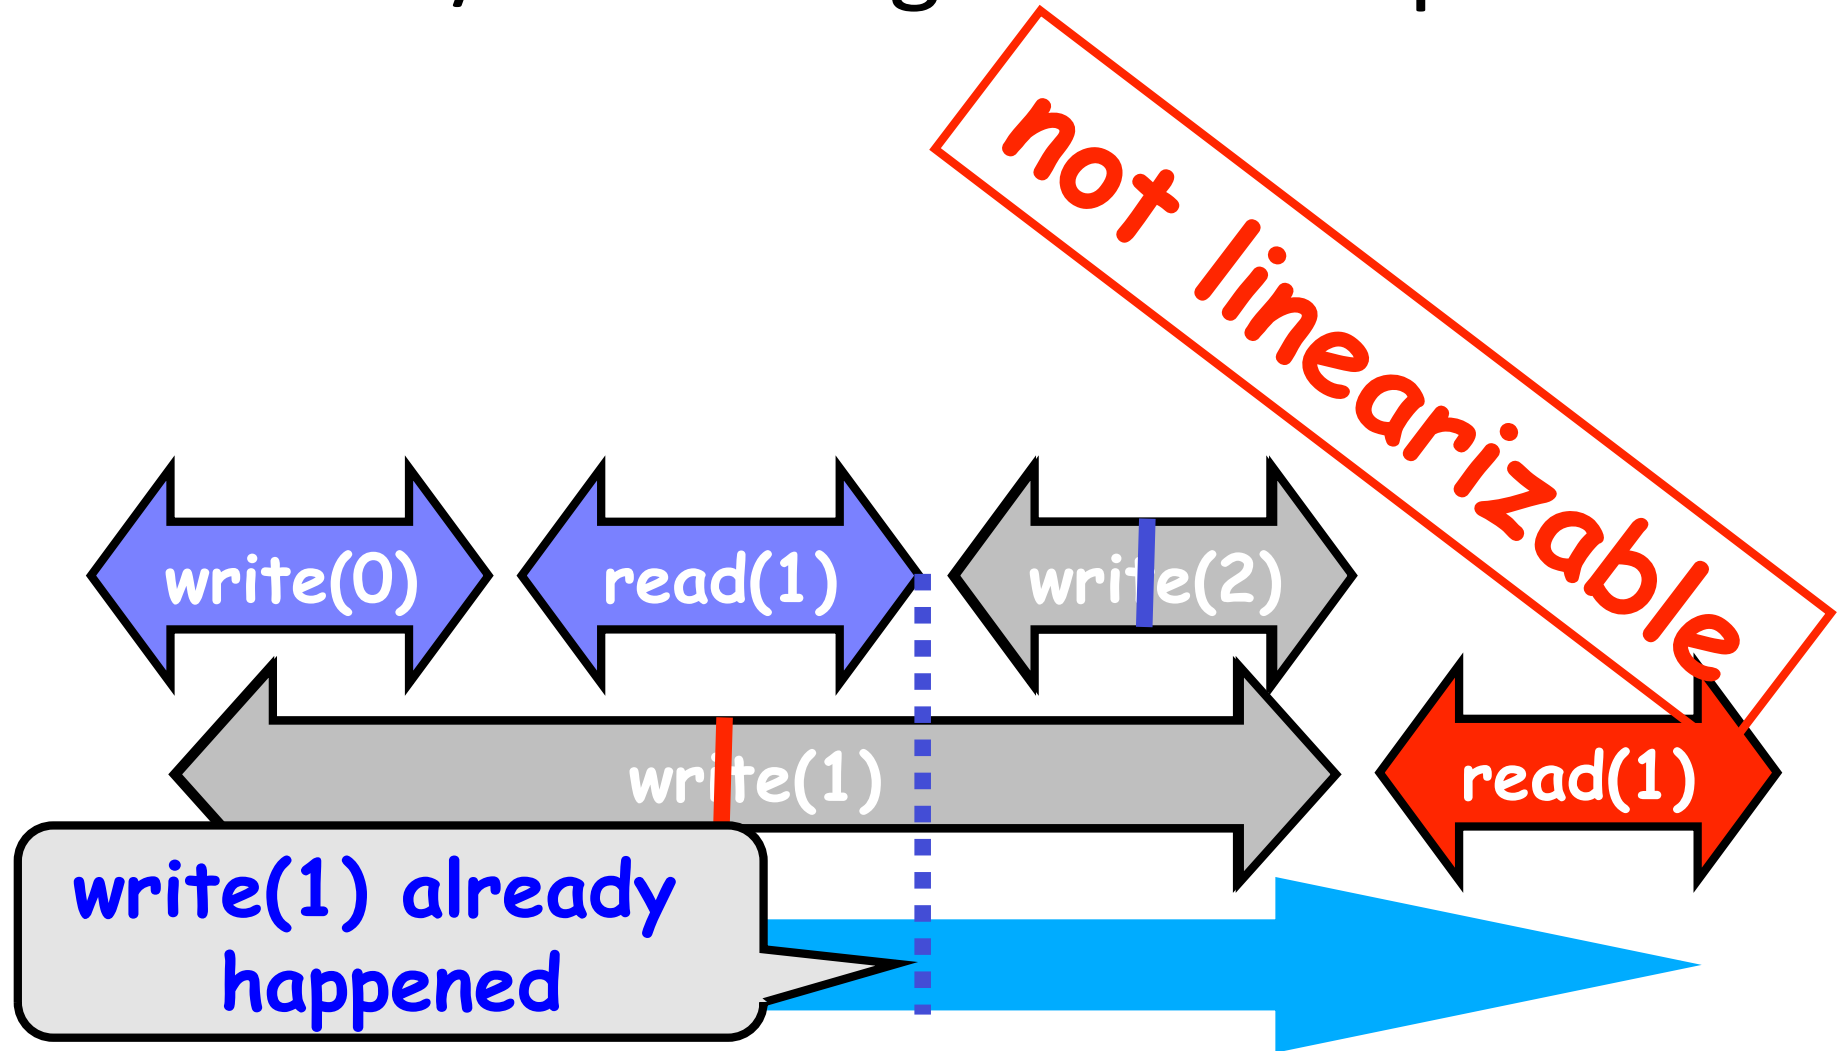 not linearizable
write(0)
read(1)
write(2)
write(1)
read(1)
write(1) already
happened